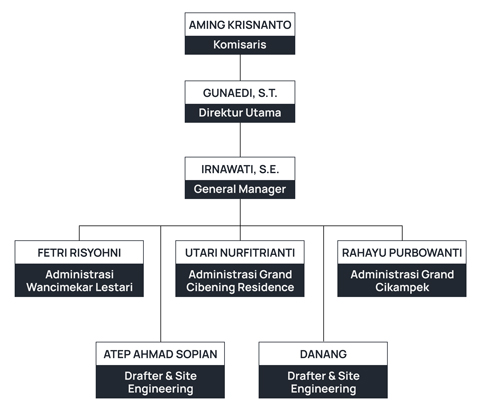 AMING KRISNANTO
Komisaris
GUNAEDI, S.T.
Direktur Utama
IRNAWATI, S.E.
General Manager
FETRI RISYOHNI
Administrasi
Wancimekar Lestari
UTARI NURFITRIANTI
Administrasi Grand
Cibening Residence
RAHAYU PURBOWANTI
Administrasi Grand
Cikampek
ATEP AHMAD SOPIAN
Drafter & Site
Engineering
DANANG
Drafter & Site
Engineering